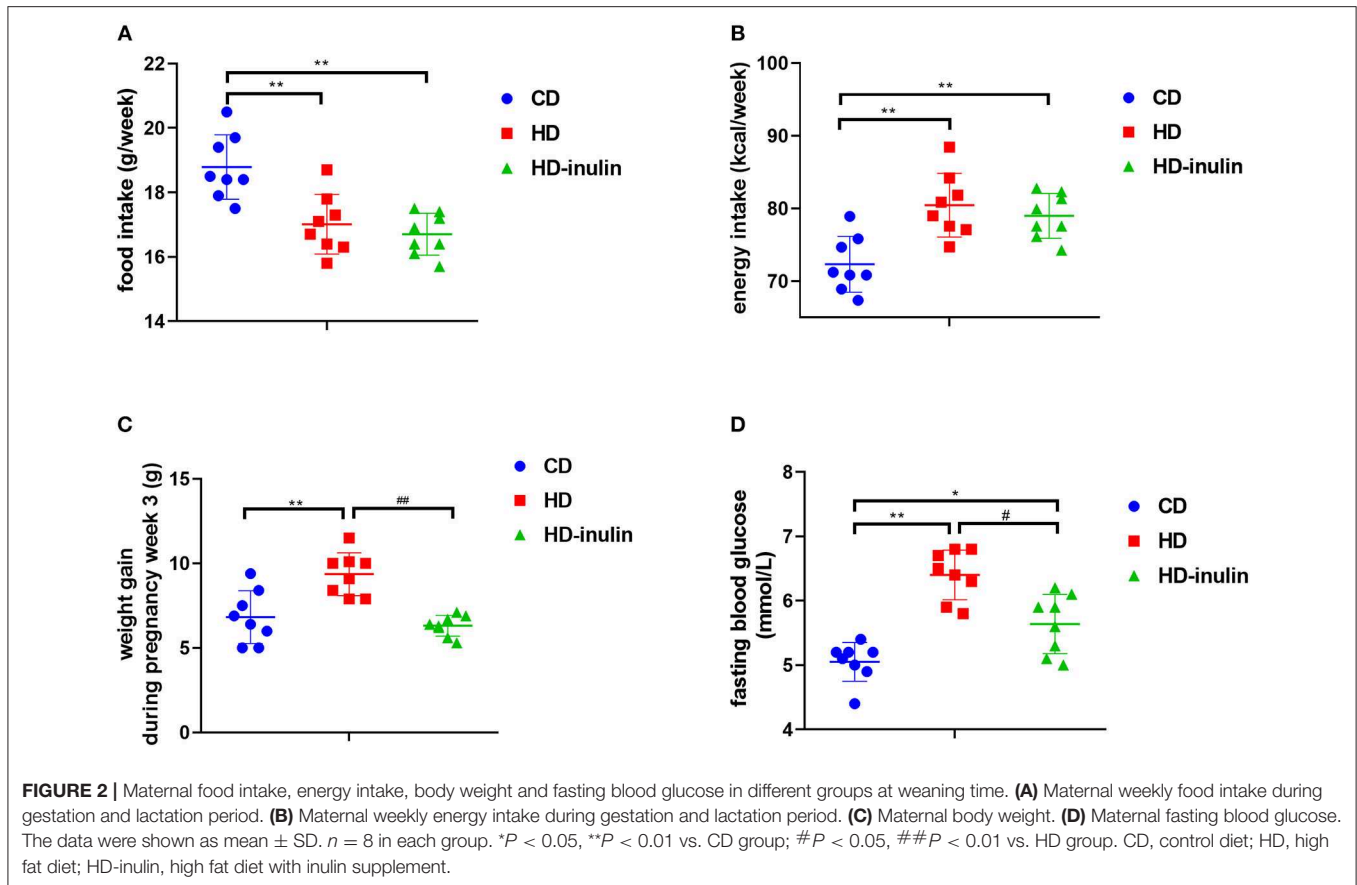 A
22
20
18
16
14
food intake (g/week)
**
**
CD
HD
HD-inulin
B
100
90
80
70
energy intake (kcal/week)
**
**
CD
HD
HD-inulin
C
15
10
5
0
weight gain
during pregnancy week 3 (g)
**
##
CD
HD
HD-inulin
D
8
7
6
5
4
fasting blood glucose
(mmol/L)
*
**
#
CD
HD
HD-inulin
FIGURE 2 | Maternal food intake, energy intake, body weight and fasting blood glucose in different groups at weaning time. (A) Maternal weekly food intake during
gestation and lactation period. (B) Maternal weekly energy intake during gestation and lactation period. (C) Maternal body weight. (D) Maternal fasting blood glucose.
The data were shown as mean ± SD. n = 8 in each group. *P < 0.05, **P < 0.01 vs. CD group; #P < 0.05, ##P < 0.01 vs. HD group. CD, control diet; HD, high
fat diet; HD-inulin, high fat diet with inulin supplement.